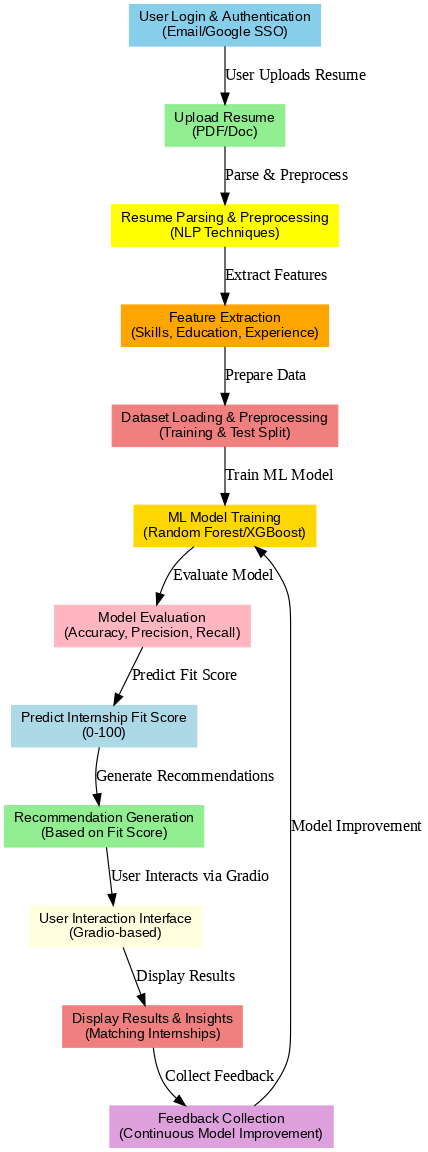 User Login & Authentication
(Email/Google SSO)
User Uploads Resume
Upload Resume
(PDF/Doc)
Parse & Preprocess
Resume Parsing & Preprocessing
(NLP Techniques)
Extract Features
Feature Extraction
(Skills, Education, Experience)
Prepare Data
Dataset Loading & Preprocessing
(Training & Test Split)
Train ML Model
ML Model Training
(Random Forest/XGBoost)
Evaluate Model
Model Evaluation
(Accuracy, Precision, Recall)
Predict Fit Score
Predict Internship Fit Score
(0-100)
Generate Recommendations
Recommendation Generation
(Based on Fit Score)
Model Improvement
User Interacts via Gradio
User Interaction Interface
(Gradio-based)
Display Results
Display Results & Insights
(Matching Internships)
Collect Feedback
Feedback Collection
(Continuous Model Improvement)